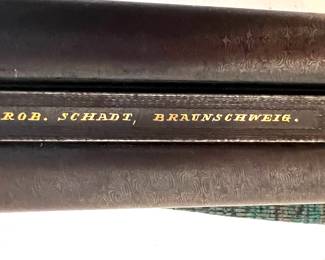 ROB. SCHADT, BRAUNSCHWEIG.